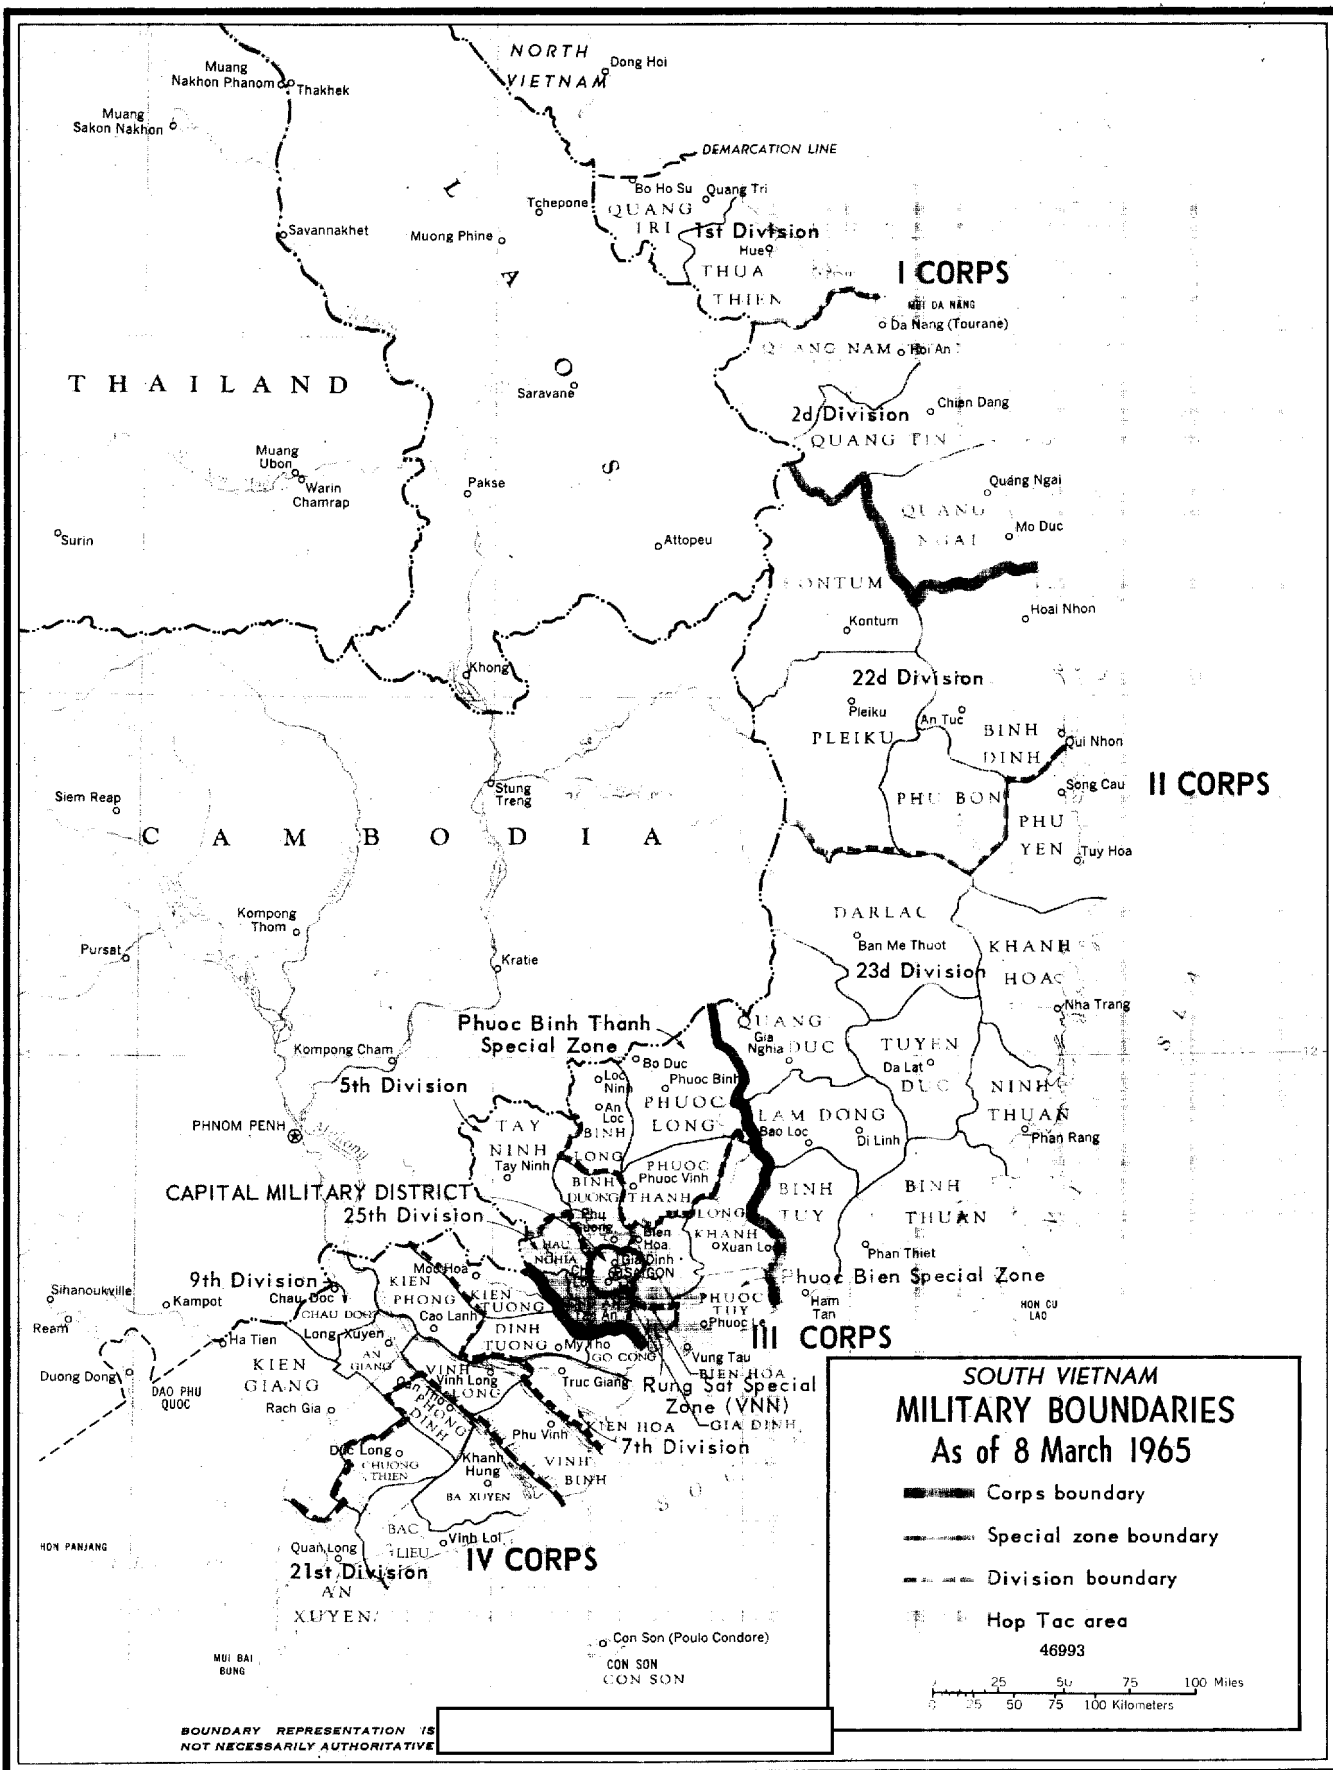 NORTH
VIETNAM
Dong Hoi
Muang
Nakhon Phanom
Thakhek
Muang
Sakon Nakhon
DEMARCATION LINE
L
A
O
S
Bo Ho Su
Quang Tri
Tchepone
QUANG
1st Division
Savannakhet
Muong Phine
Hue
THUA
THIEN
I CORPS
MUI DA NANG
Da Nang (Tourane)
NAM
Hoi An
THAILAND
Saravane
Chien Dang
2d Division
QUANG TIN
Muang
Ubon
Warin
Chamrap
Pakse
Quang Ngai
QUANG
NGAI
Mo Duc
Surin
Attopeu
KONTUM
Hoai Nhon
Kontum
Khong
22d Division
Pleiku
An Tuc
PLEIKU
BINH
DINH
Qui Nhon
Siem Reap
Stung
Treng
PHU BON
Song Cau
II CORPS
CAMBODIA
PHU
YEN
Tuy Hoa
Kompong
Thom
DARLAC
Pursat
Ban Me Thuot
KHANH
Kratie
23d Division
HOA
Nha Trang
Phuoc Binh Thanh
Special Zone
QUANG
DUC
Gia
Nghia
Kompong Cham
Bo Duc
TUYEN
DUC
Da Lat
12
5th Division
Loc
Ninh
Phuoc Binh
NINH
THUAN
PHNOM PENH
Mekong
An
Loc
PHUOC
LONG
LAM DONG
Bao Loc
Di Linh
Phan Rang
TAY
NINH
Tay Ninh
BINH
LONG
PHUOC
Phuoc Vinh
THANH
BINH
TUY
BINH
THUAN
BINH
DUONG
CAPITAL MILITARY DISTRICT
25th Division
LONG
KHANH
Xuan Loc
Bien
Hoa
HAU
NGHIA
Gia Dinh
SAIGON
Phan Thiet
9th Division
Moc Hoa
KIEN
PHONG
Chau Doc
CHAU DOC
KIEN
TUONG
Phuoc Bien Special Zone
Sihanoukville
Kampot
Ream
Ham
Tan
HON CU
LAO
PHUOC
TUY
Phuoc Le
Ha Tien
Long Xuyen
Cao Lanh
DINH
TUONG
My Tho
GO CONG
III CORPS
KIEN
GIANG
AN
GIANG
Vung Tau
BIEN HOA
Duong Dong
DAO PHU
QUOC
VINH
LONG
Vinh Long
Truc Giang
Rung Sat Special
Zone (VNN)
GIA DINH
Rach Gia
Can Tho
PHONG
DINH
Phu Vinh
KIEN HOA
7th Division
Duc Long
CHUONG
THIEN
Khanh
Hung
VINH
BINH
BA XUYEN
BAC
LIEU
Vinh Loi
IV CORPS
HON PANJANG
Quan Long
21st Division
AN
XUYEN
MUI BAI
BUNG
Con Son (Poulo Condore)
CON SON
CON SON
SOUTH VIETNAM
MILITARY BOUNDARIES
As of 8 March 1965
Corps boundary
Special zone boundary
Division boundary
Hop Tac area
46993
25 50 75 100 Miles
0 25 50 75 100 Kilometers
BOUNDARY REPRESENTATION IS
NOT NECESSARILY AUTHORITATIVE